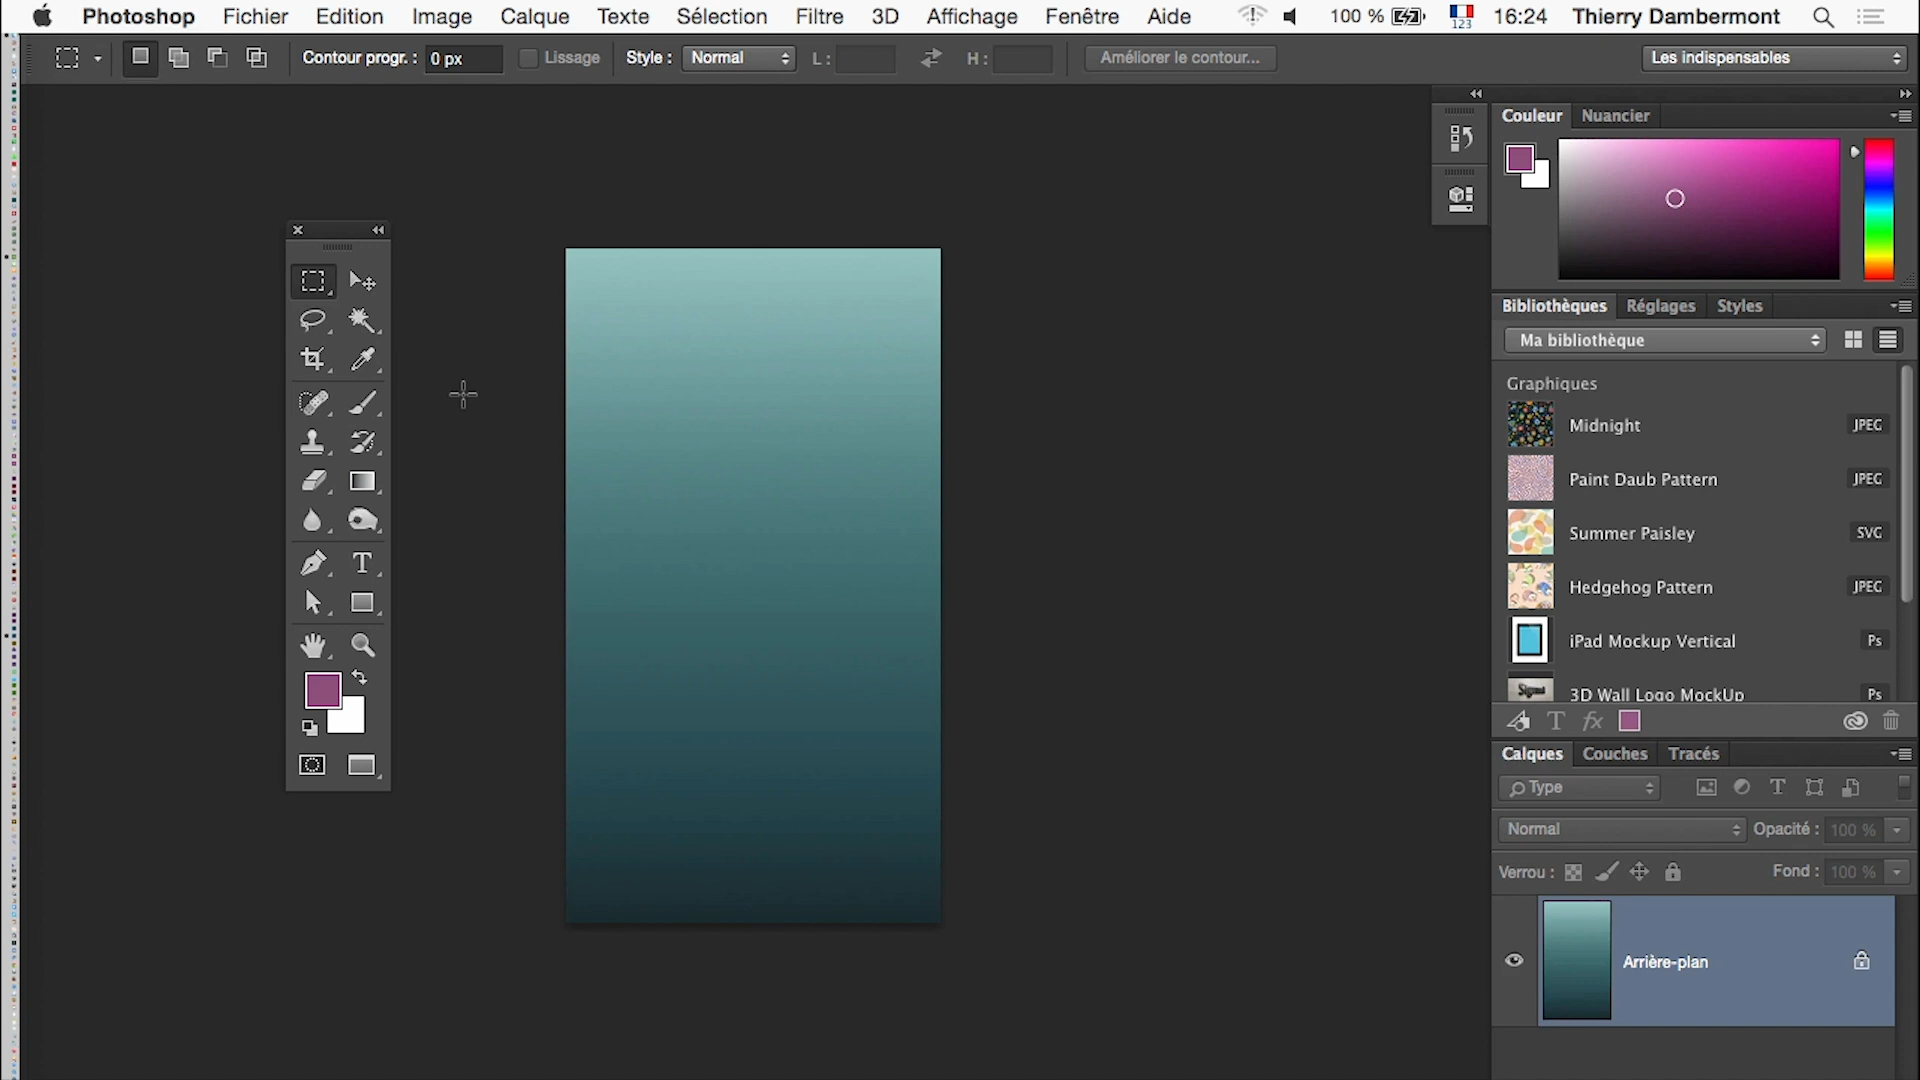 Photoshop Fichier Edition Image Calque Texte Sélection Filtre 3D Affichage Fenêtre Aide 100 % 123 16:24 Thierry Dambermont
Contour progr. : 0 px Lissage Style : Normal L : H : Améliorer le contour... Les indispensables
Couleur Nuancier
Bibliothèques Réglages Styles
Ma bibliothèque
Graphiques
Midnight JPEG
Paint Daub Pattern JPEG
Summer Paisley SVG
Hedgehog Pattern JPEG
iPad Mockup Vertical Ps
3D Wall Logo MockUp Ps
T fx
Calques Couches Tracés
Type T
Normal Opacité : 100 %
Verrou : Fond : 100 %
Arrière-plan